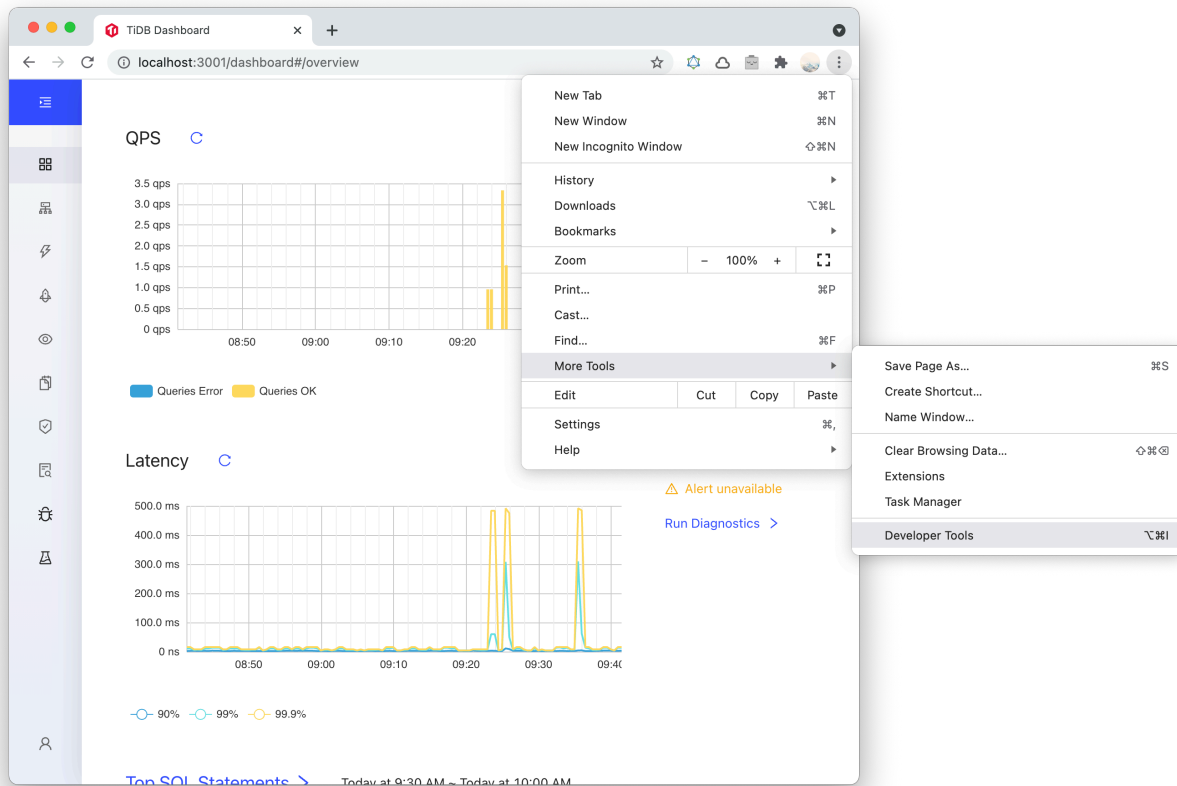 TiDB Dashboard
localhost:3001/dashboard#/overview
QPS
3.5 qps
3.0 qps
2.5 qps
2.0 qps
1.5 qps
1.0 qps
0.5 qps
0 qps
08:50 09:00 09:10 09:20
Queries Error Queries OK
Latency
500.0 ms
400.0 ms
300.0 ms
200.0 ms
100.0 ms
0 ns
08:50 09:00 09:10 09:20 09:30 09:40
90% 99% 99.9%
Top SQL Statements Today at 9:30 AM ~ Today at 10:00 AM
Alert unavailable
Run Diagnostics
New Tab ⌘T
New Window ⌘N
New Incognito Window ⇧⌘N
History
Downloads ⌥⌘L
Bookmarks
Zoom − 100% +
Print... ⌘P
Cast...
Find... ⌘F
More Tools
Edit Cut Copy Paste
Settings ⌘,
Help
Save Page As... ⌘S
Create Shortcut...
Name Window...
Clear Browsing Data... ⇧⌘⌫
Extensions
Task Manager
Developer Tools ⌥⌘I